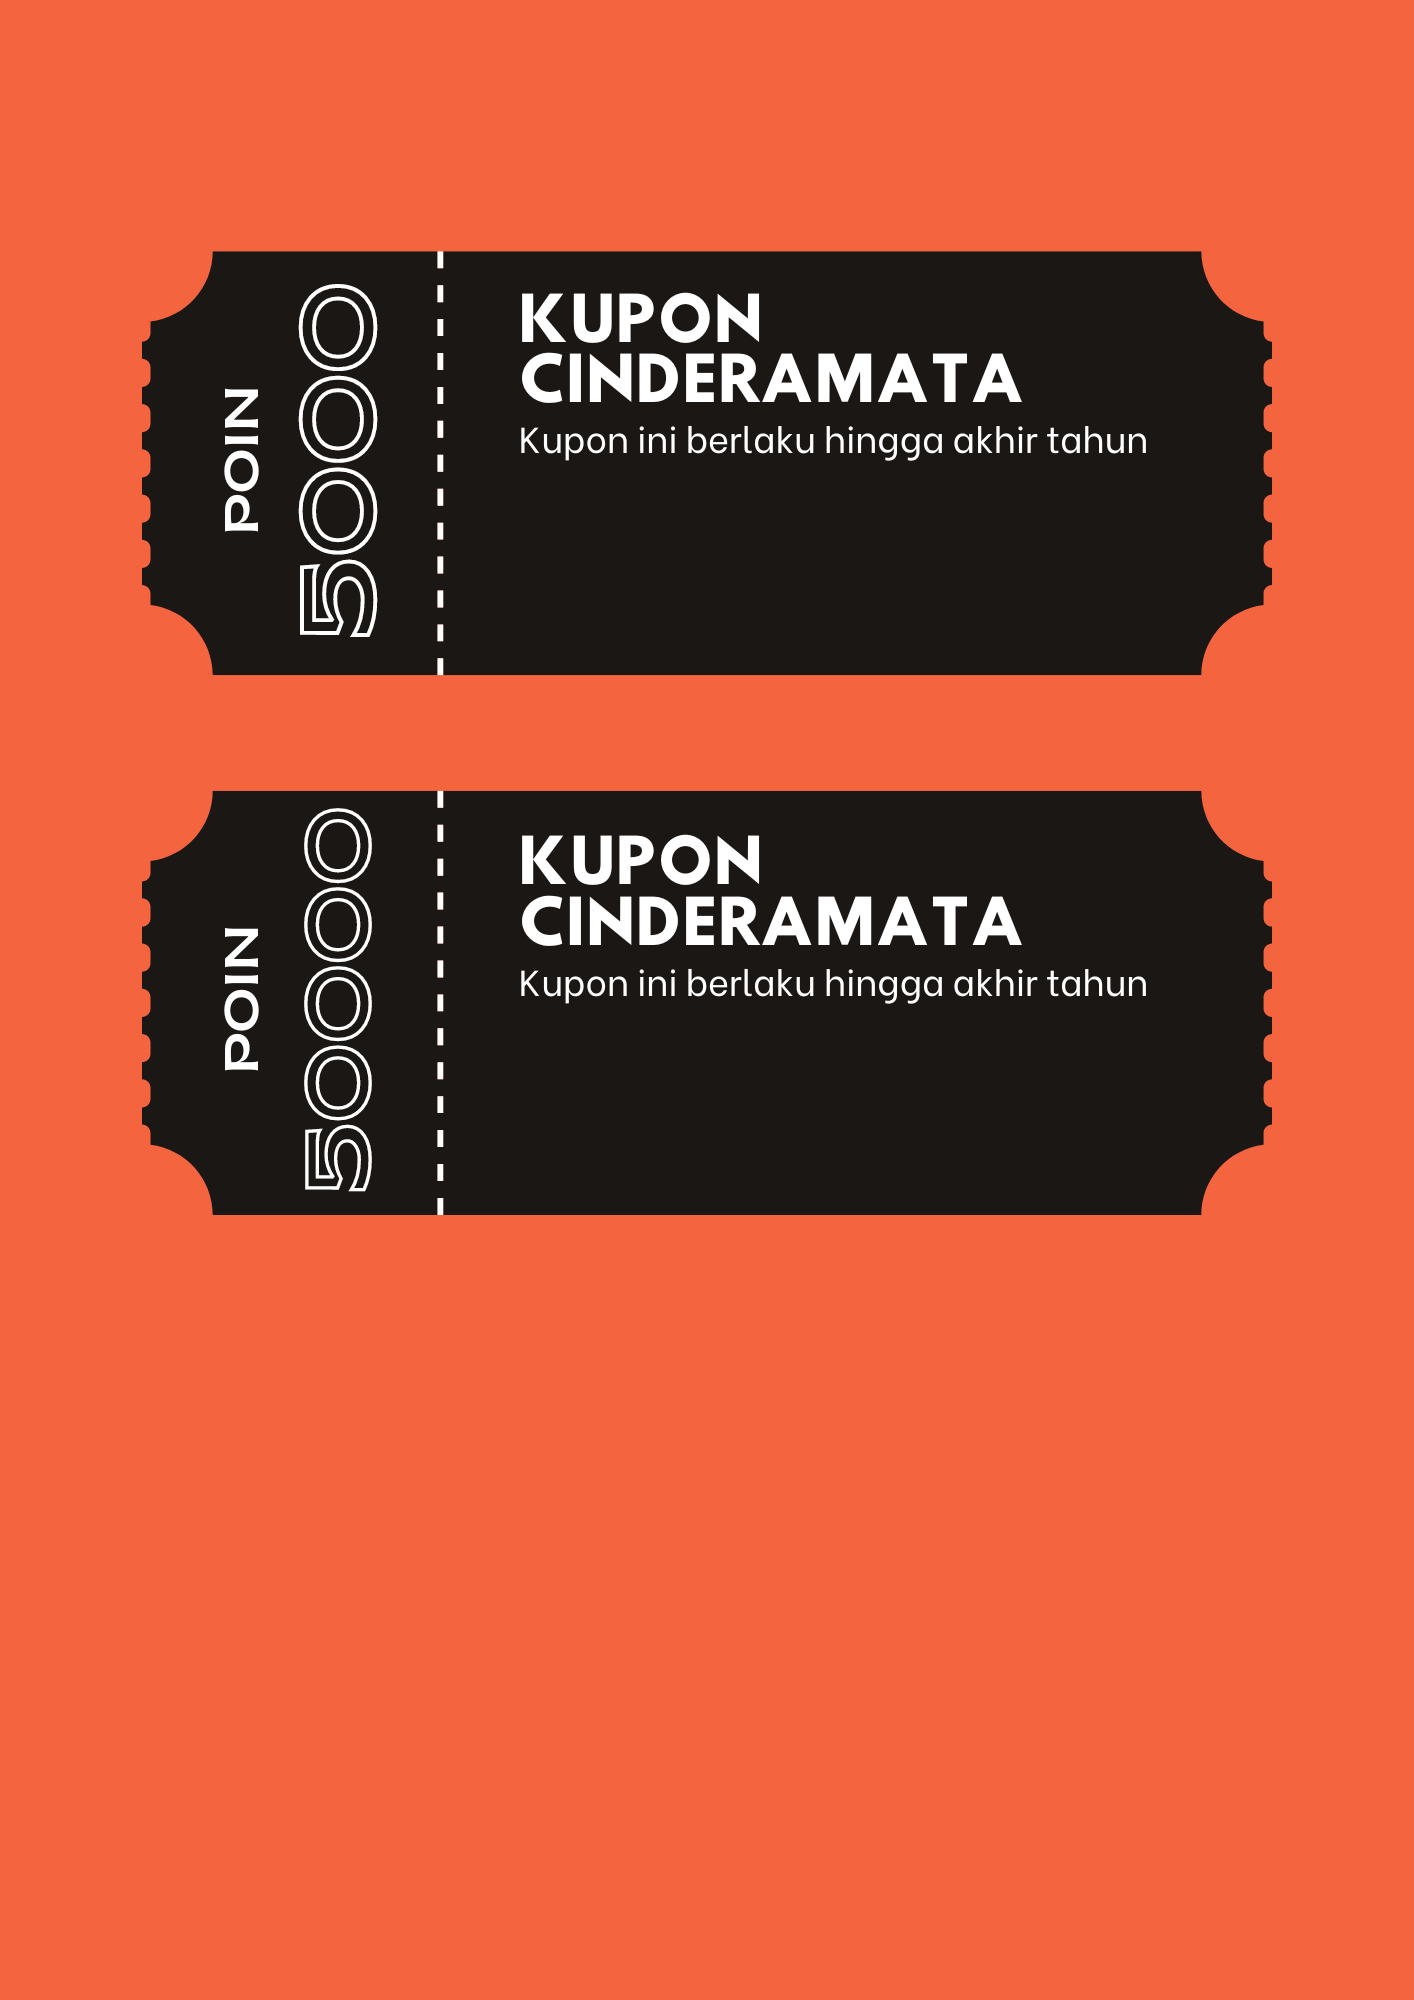 POIN
5000
KUPON
CINDERAMATA
Kupon ini berlaku hingga akhir tahun
POIN
50000
KUPON
CINDERAMATA
Kupon ini berlaku hingga akhir tahun